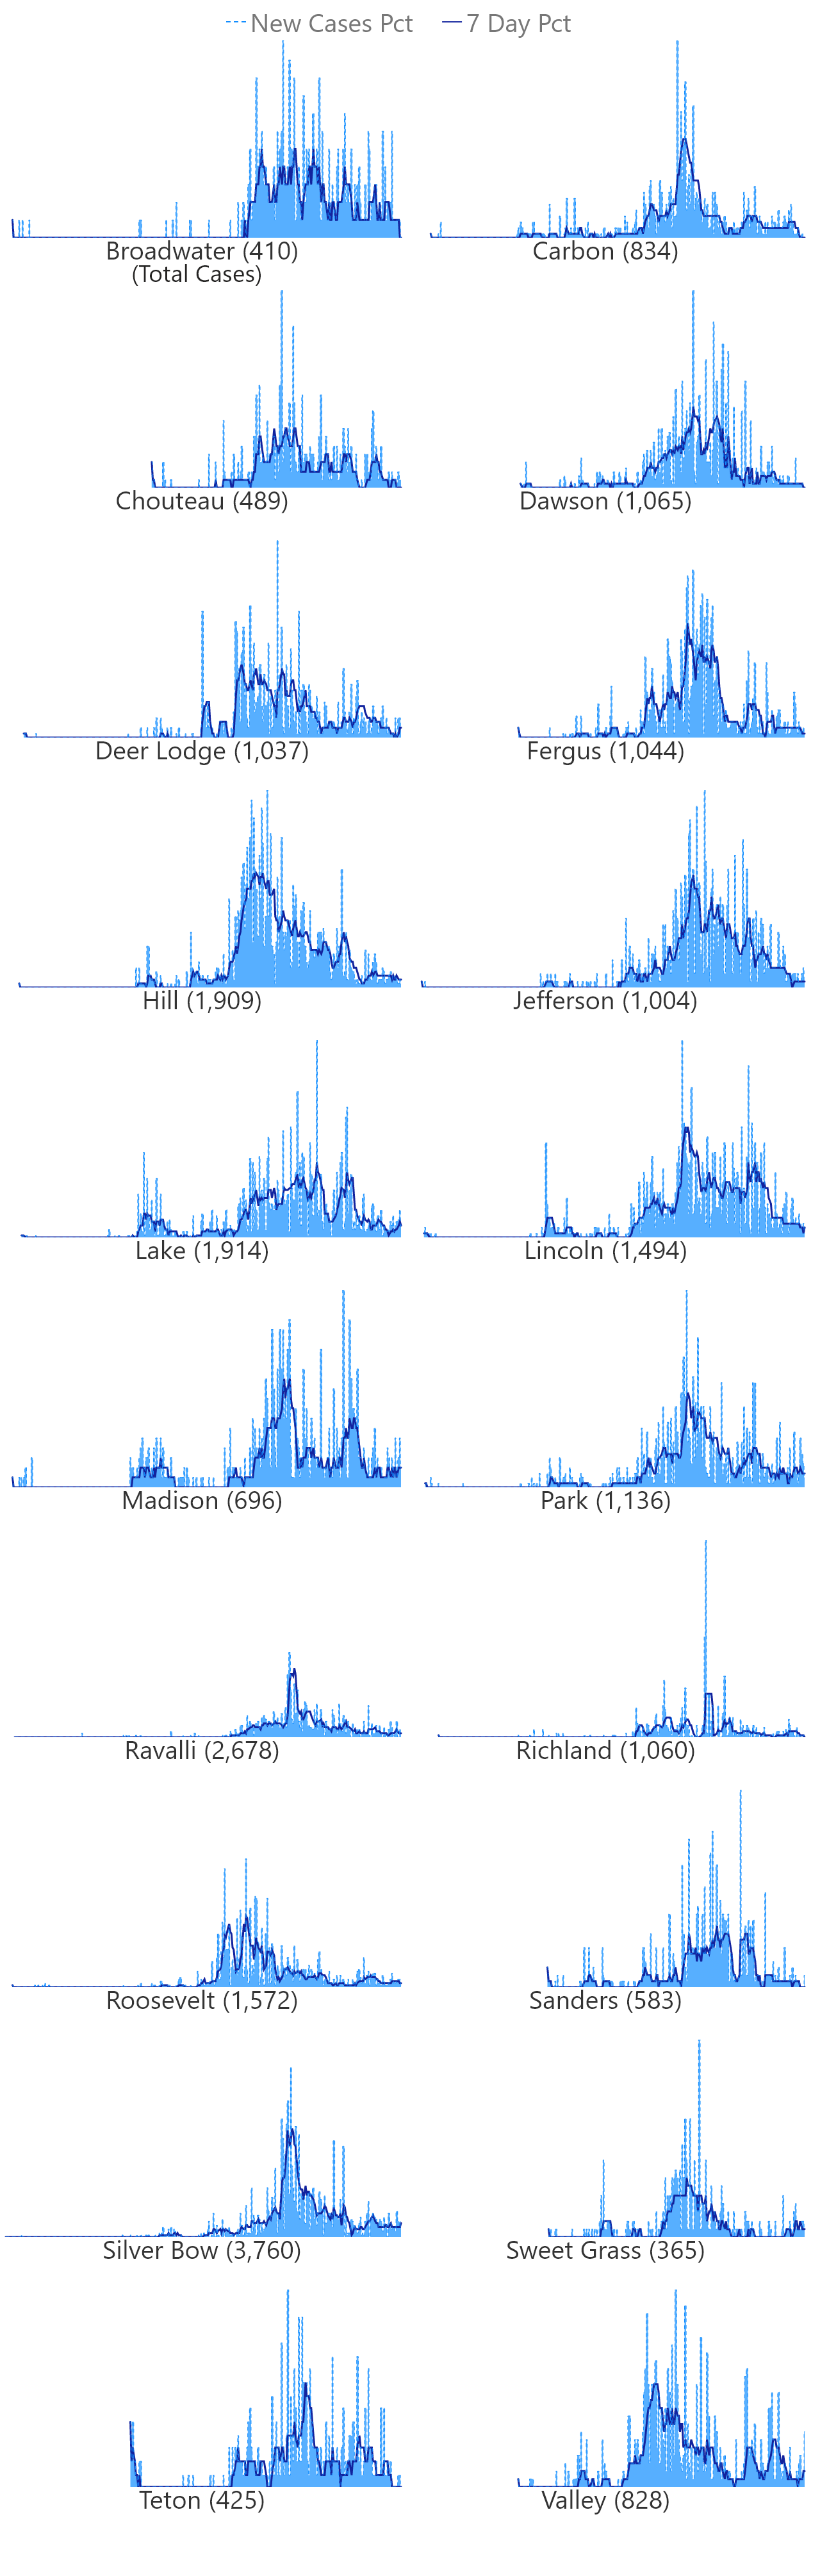 New Cases Pct 7 Day Pct
Broadwater (410) Carbon (834)
(Total Cases)
Chouteau (489) Dawson (1,065)
Deer Lodge (1,037) Fergus (1,044)
Hill (1,909) Jefferson (1,004)
Lake (1,914) Lincoln (1,494)
Madison (696) Park (1,136)
Ravalli (2,678) Richland (1,060)
Roosevelt (1,572) Sanders (583)
Silver Bow (3,760) Sweet Grass (365)
Teton (425) Valley (828)